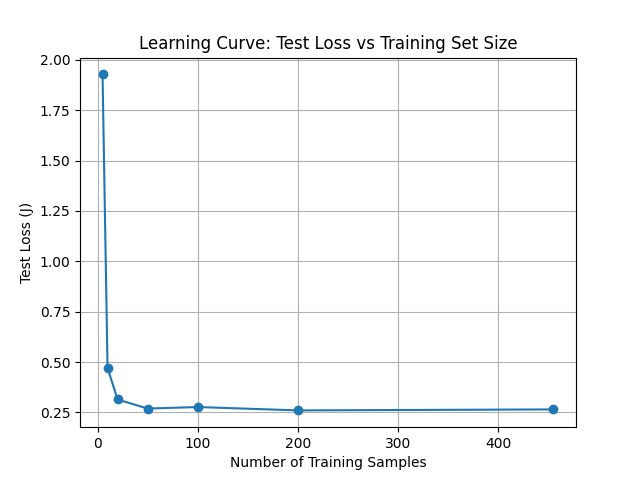 Learning Curve: Test Loss vs Training Set Size
2.00
1.75
1.50
1.25
1.00
0.75
0.50
0.25
Test Loss (J)
0 100 200 300 400
Number of Training Samples